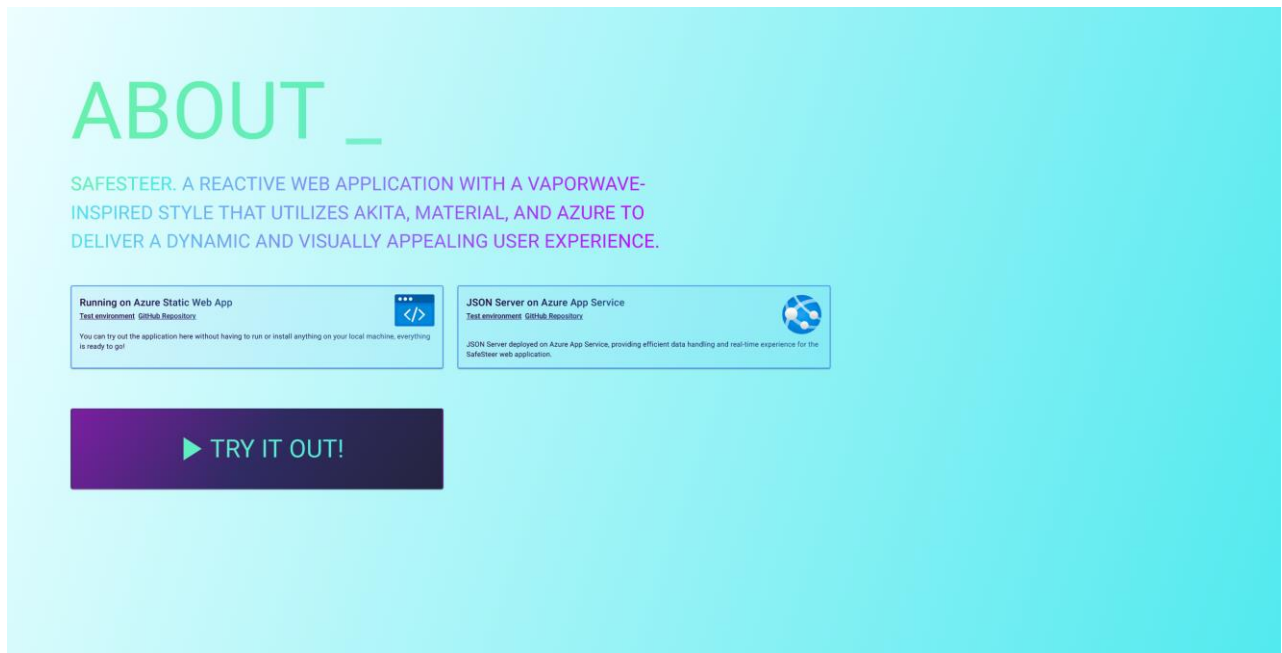 ABOUT _
SAFESTEER. A REACTIVE WEB APPLICATION WITH A VAPORWAVE-
INSPIRED STYLE THAT UTILIZES AKITA, MATERIAL, AND AZURE TO
DELIVER A DYNAMIC AND VISUALLY APPEALING USER EXPERIENCE.
Running on Azure Static Web App
Test environment GitHub Repository
You can try out the application here without having to run or install anything on your local machine, everything
is ready to go!
JSON Server on Azure App Service
Test environment GitHub Repository
JSON Server deployed on Azure App Service, providing efficient data handling and real-time experience for the
SafeSteer web application.
TRY IT OUT!